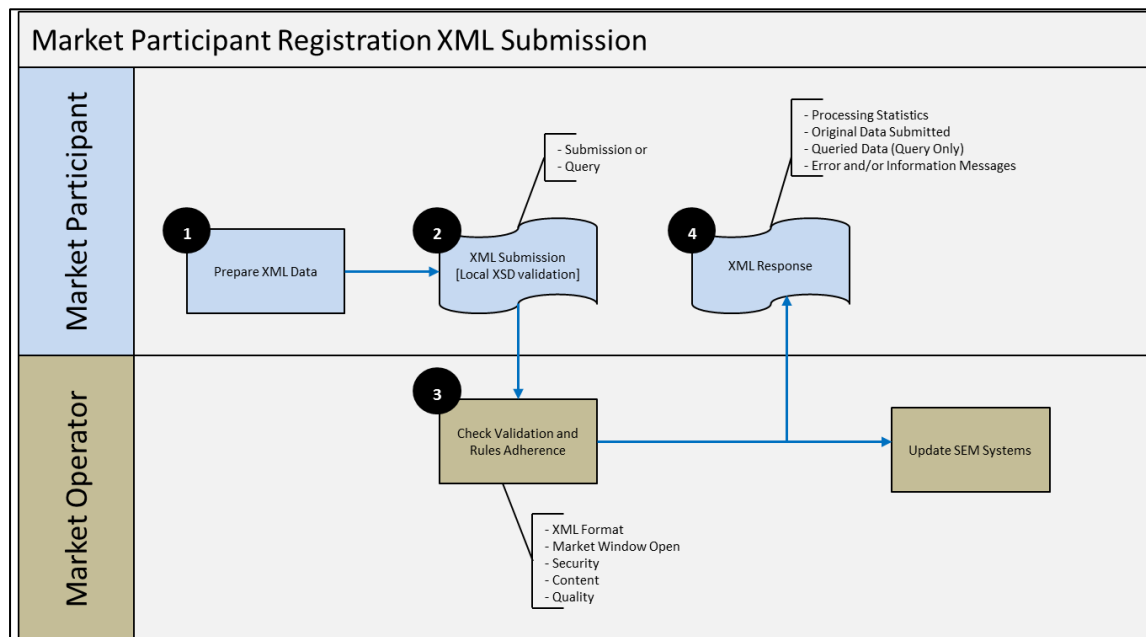 Market Participant Registration XML Submission
Market Participant
- Submission or
- Query
- Processing Statistics
- Original Data Submitted
- Queried Data (Query Only)
- Error and/or Information Messages
1
Prepare XML Data
2
XML Submission
[Local XSD validation]
4
XML Response
Market Operator
3
Check Validation and
Rules Adherence
Update SEM Systems
- XML Format
- Market Window Open
- Security
- Content
- Quality